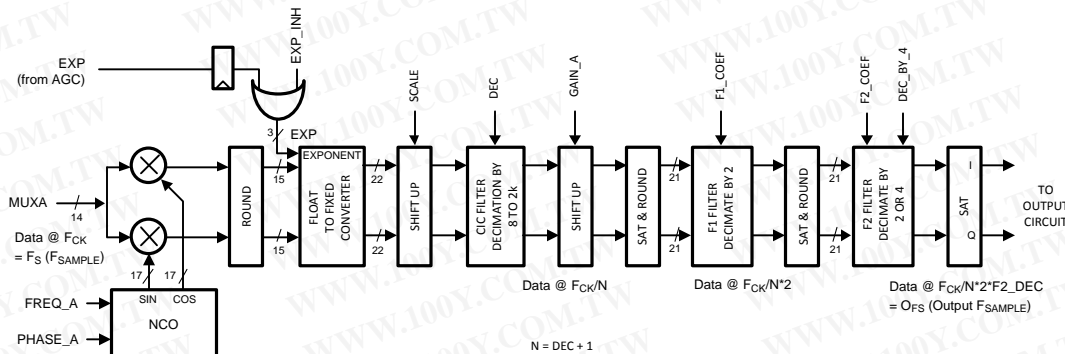 EXP
(from AGC)
EXP_INH
3
EXP
MUXA
14
Data @ FCK
= FS (FSAMPLE)
17
17
SIN
COS
NCO
FREQ_A
PHASE_A
ROUND
15
15
EXPONENT
FLOAT
TO FIXED
CONVERTER
22
22
SCALE
SHIFT UP
DEC
CIC FILTER
DECIMATION BY
8 TO 2k
GAIN_A
SHIFT UP
Data @ FCK/N
SAT & ROUND
21
21
F1_COEF
F1 FILTER
DECIMATE BY 2
Data @ FCK/N*2
SAT & ROUND
21
21
F2_COEF
DEC_BY_4
F2 FILTER
DECIMATE BY
2 OR 4
SAT
I
Q
TO
OUTPUT
CIRCUIT
Data @ FCK/N*2*F2_DEC
= OFS (Output FSAMPLE)
N = DEC + 1
WWW.100Y.COM.TW